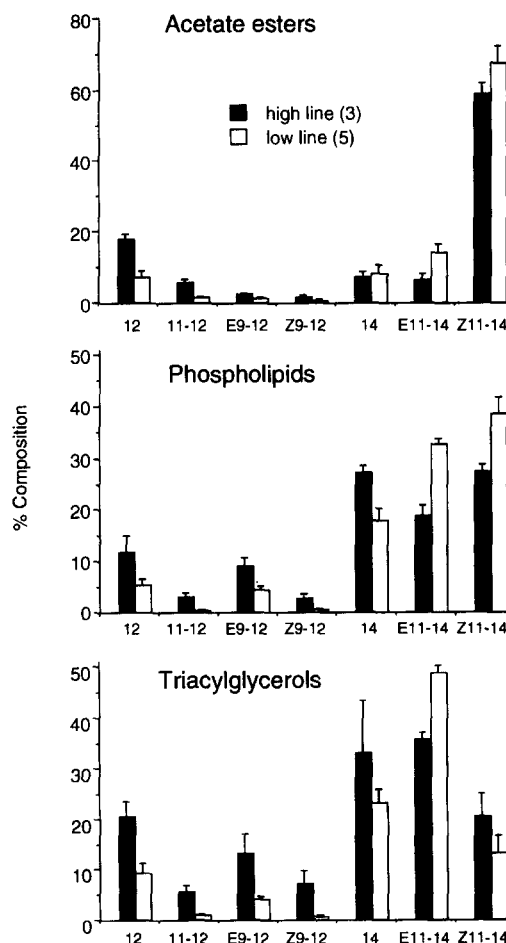 Acetate esters
80
60
40
20
0
high line (3)
low line (5)
12 11-12 E9-12 Z9-12 14 E11-14 Z11-14
% Composition
Phospholipids
50
40
30
20
10
0
12 11-12 E9-12 Z9-12 14 E11-14 Z11-14
Triacylglycerols
50
40
30
20
10
0
12 11-12 E9-12 Z9-12 14 E11-14 Z11-14